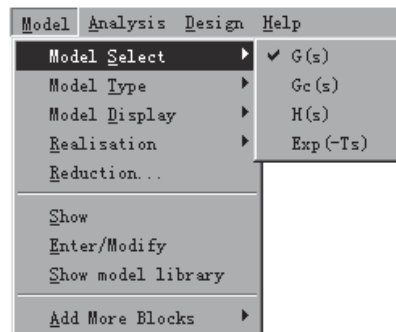 Model Analysis Design Help
Model Select
Model Type
Model Display
Realisation
Reduction...
Show
Enter/Modify
Show model library
Add More Blocks
✔ G(s)
Gc(s)
H(s)
Exp(-Ts)